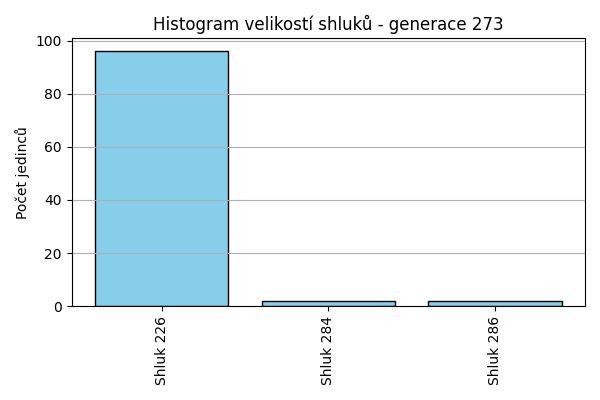 Histogram velikostí shluků - generace 273
Počet jedinců
100
80
60
40
20
0
Shluk 226
Shluk 284
Shluk 286